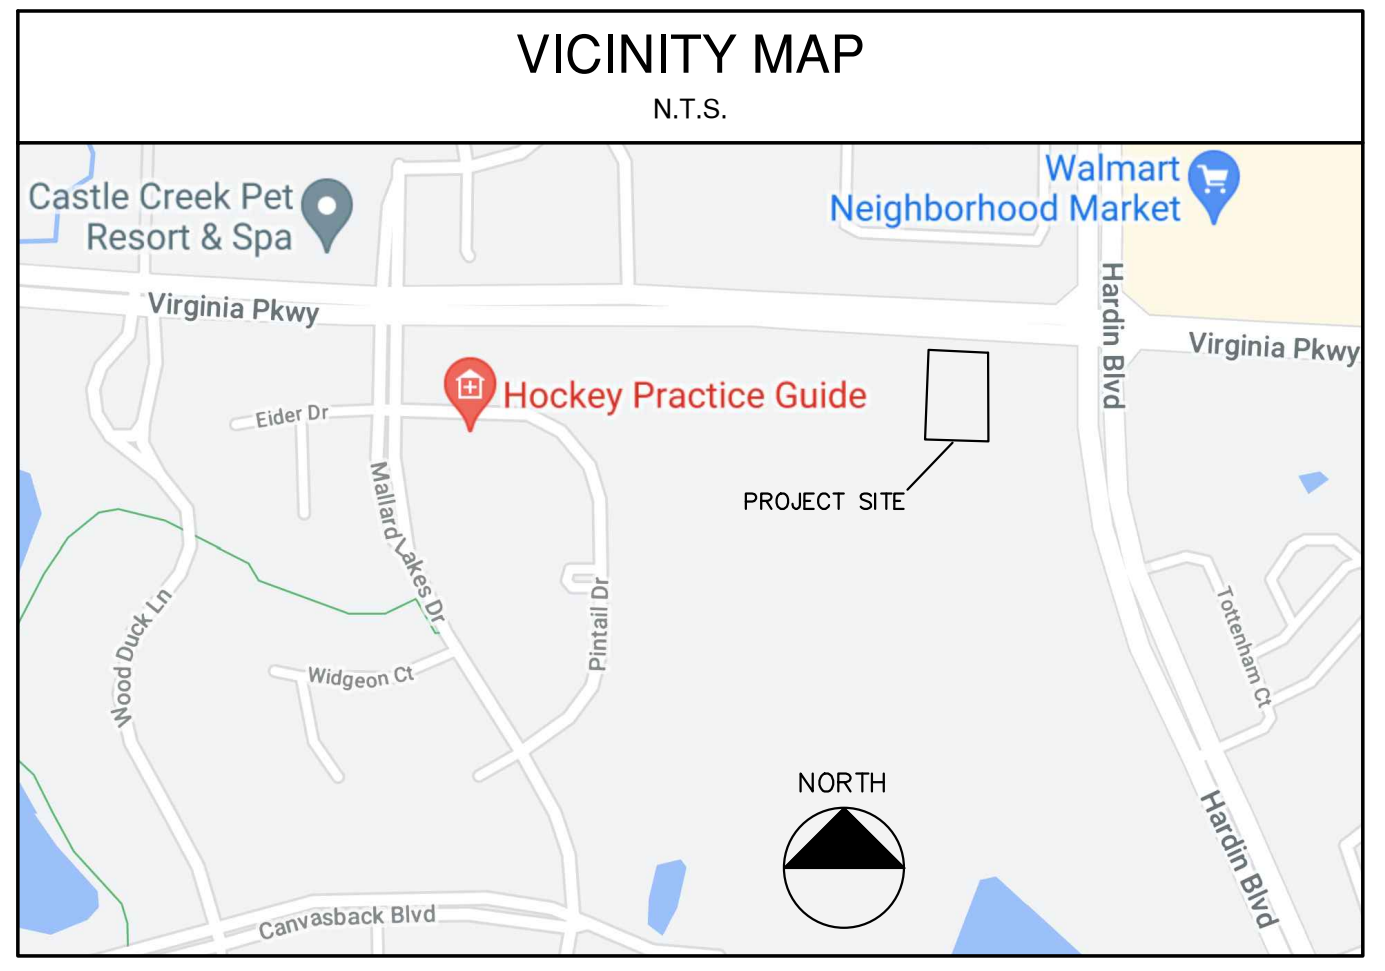 VICINITY MAP
N.T.S.
Castle Creek Pet
Resort & Spa
Walmart
Neighborhood Market
Virginia Pkwy
Hardin Blvd
Virginia Pkwy
Hockey Practice Guide
Eider Dr
Mallard Lakes Dr
PROJECT SITE
Wood Duck Ln
Pintail Dr
Tottenham Ct
Widgeon Ct
NORTH
Hardin Blvd
Canvasback Blvd